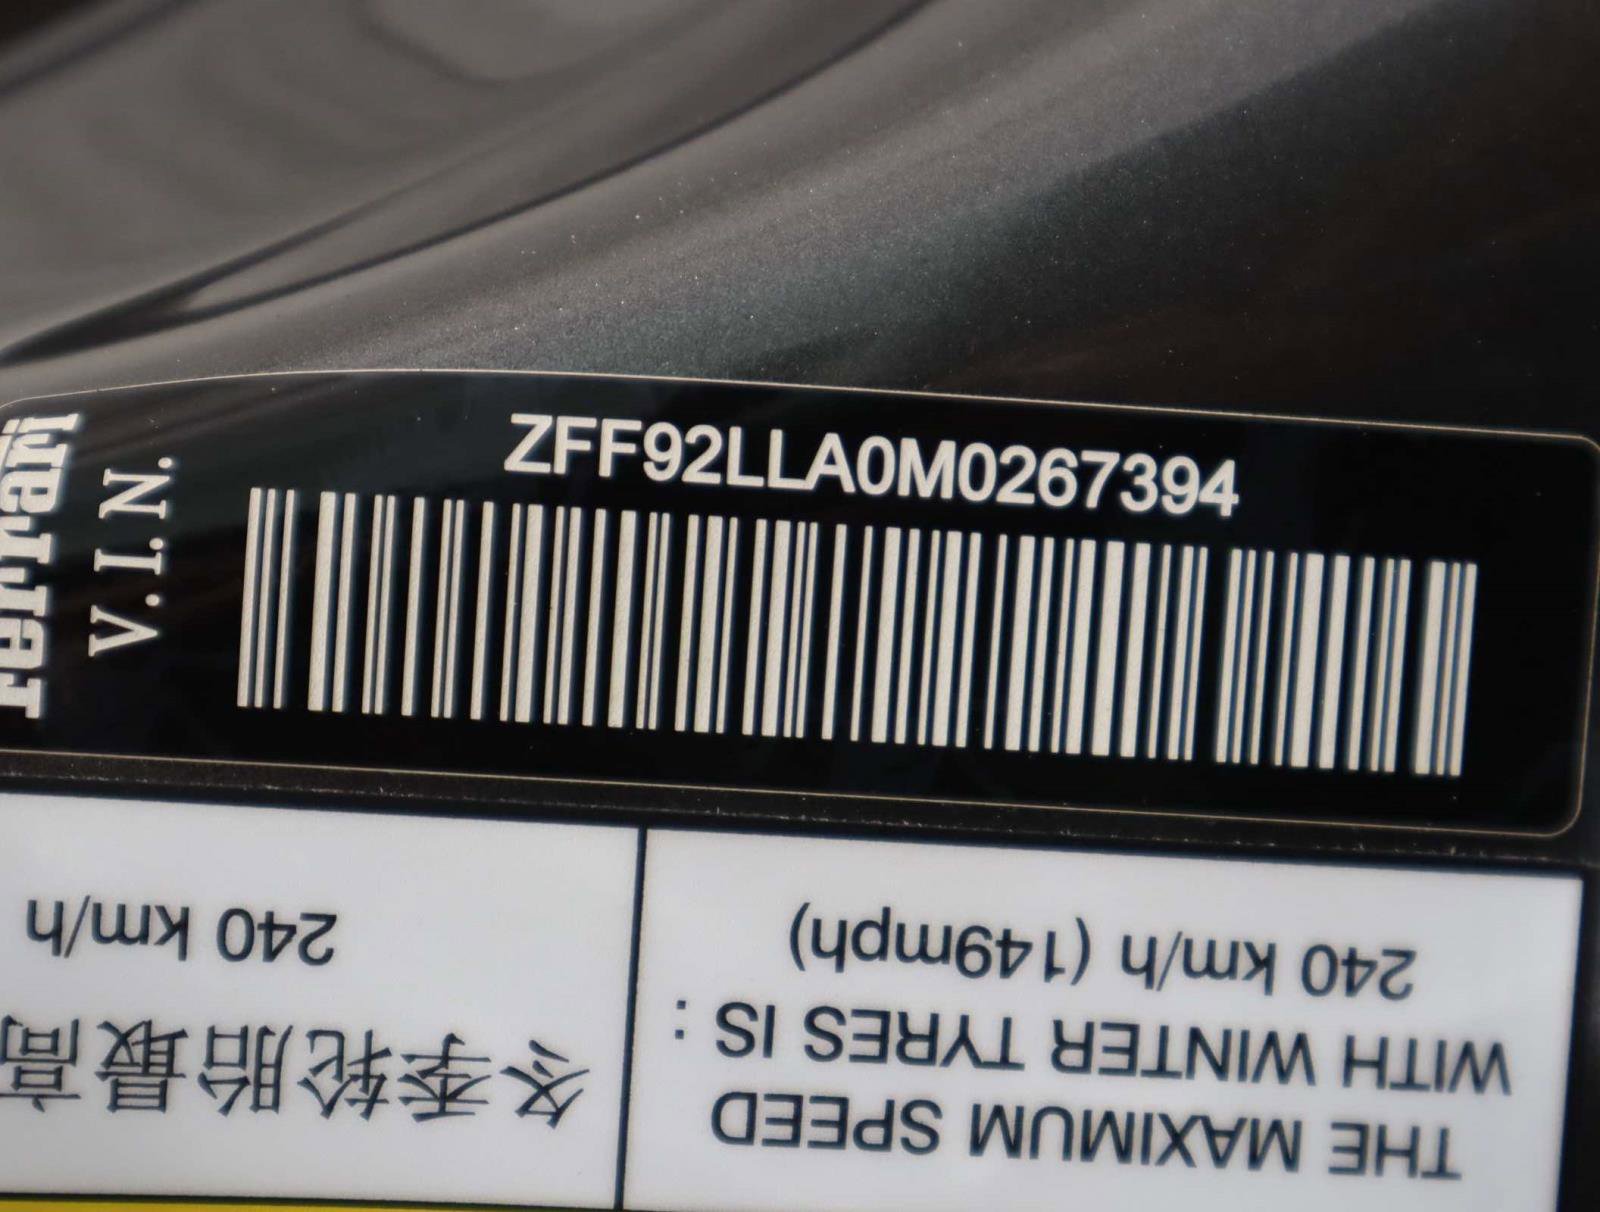 Ferrari
V.I.N.
ZFF92LLA0M0267394
THE MAXIMUM SPEED
WITH WINTER TYRES IS :
240 km/h (149mph)
冬季轮胎最高
240 km/h